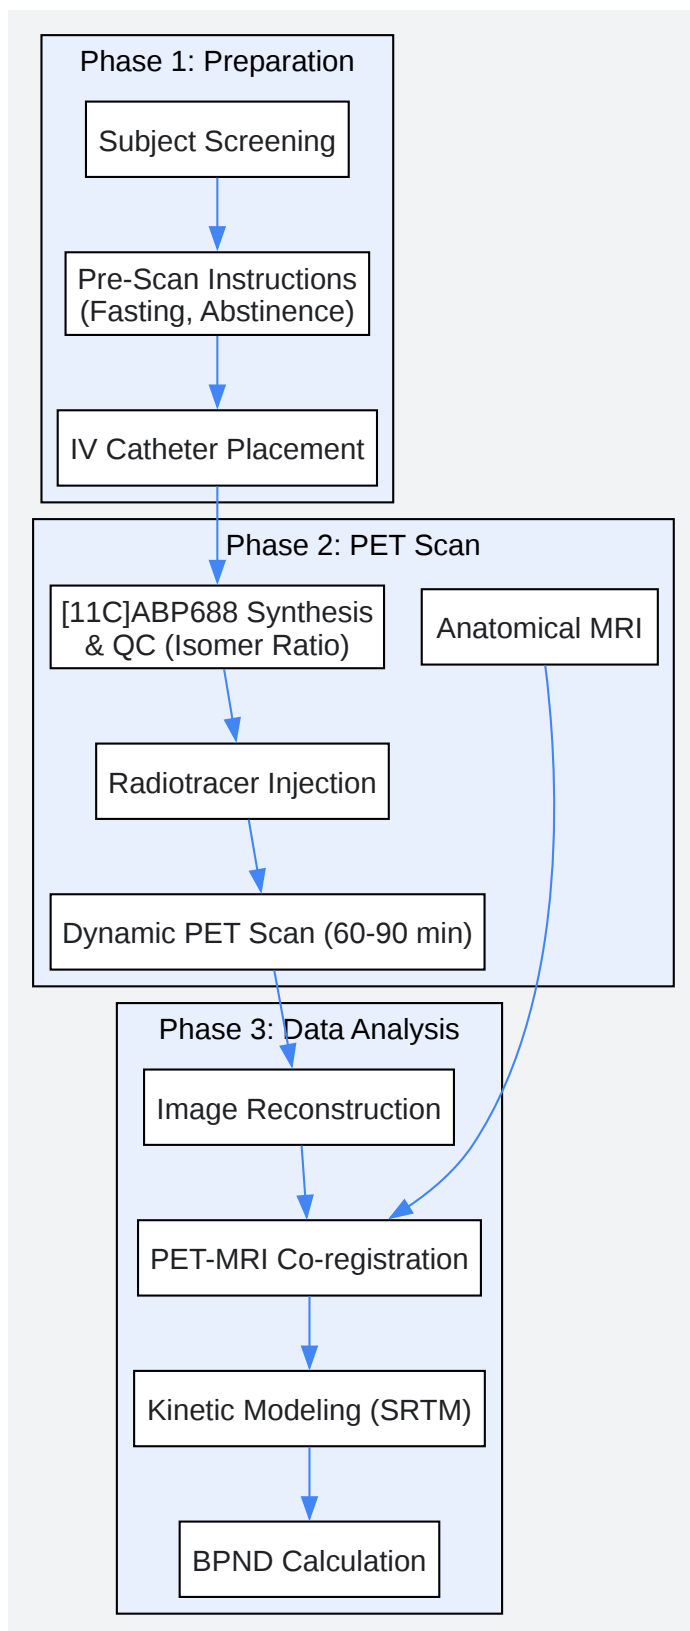 Phase 1: Preparation
Subject Screening
Pre-Scan Instructions
(Fasting, Abstinence)
IV Catheter Placement
Phase 2: PET Scan
[11C]ABP688 Synthesis
& QC (Isomer Ratio)
Anatomical MRI
Radiotracer Injection
Dynamic PET Scan (60-90 min)
Phase 3: Data Analysis
Image Reconstruction
PET-MRI Co-registration
Kinetic Modeling (SRTM)
BPND Calculation